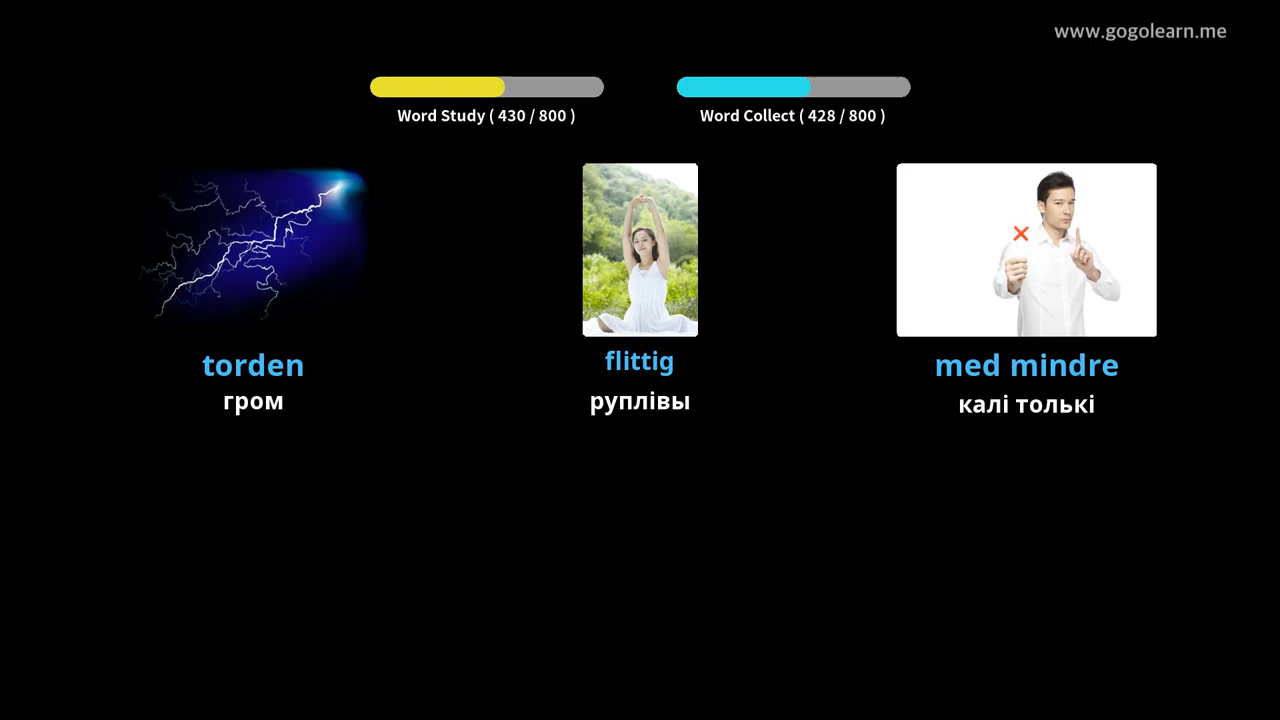 www.gogolearn.me
Word Study ( 430 / 800 )
Word Collect ( 428 / 800 )
torden
flittig
med mindre
гром
руплівы
калі толькі